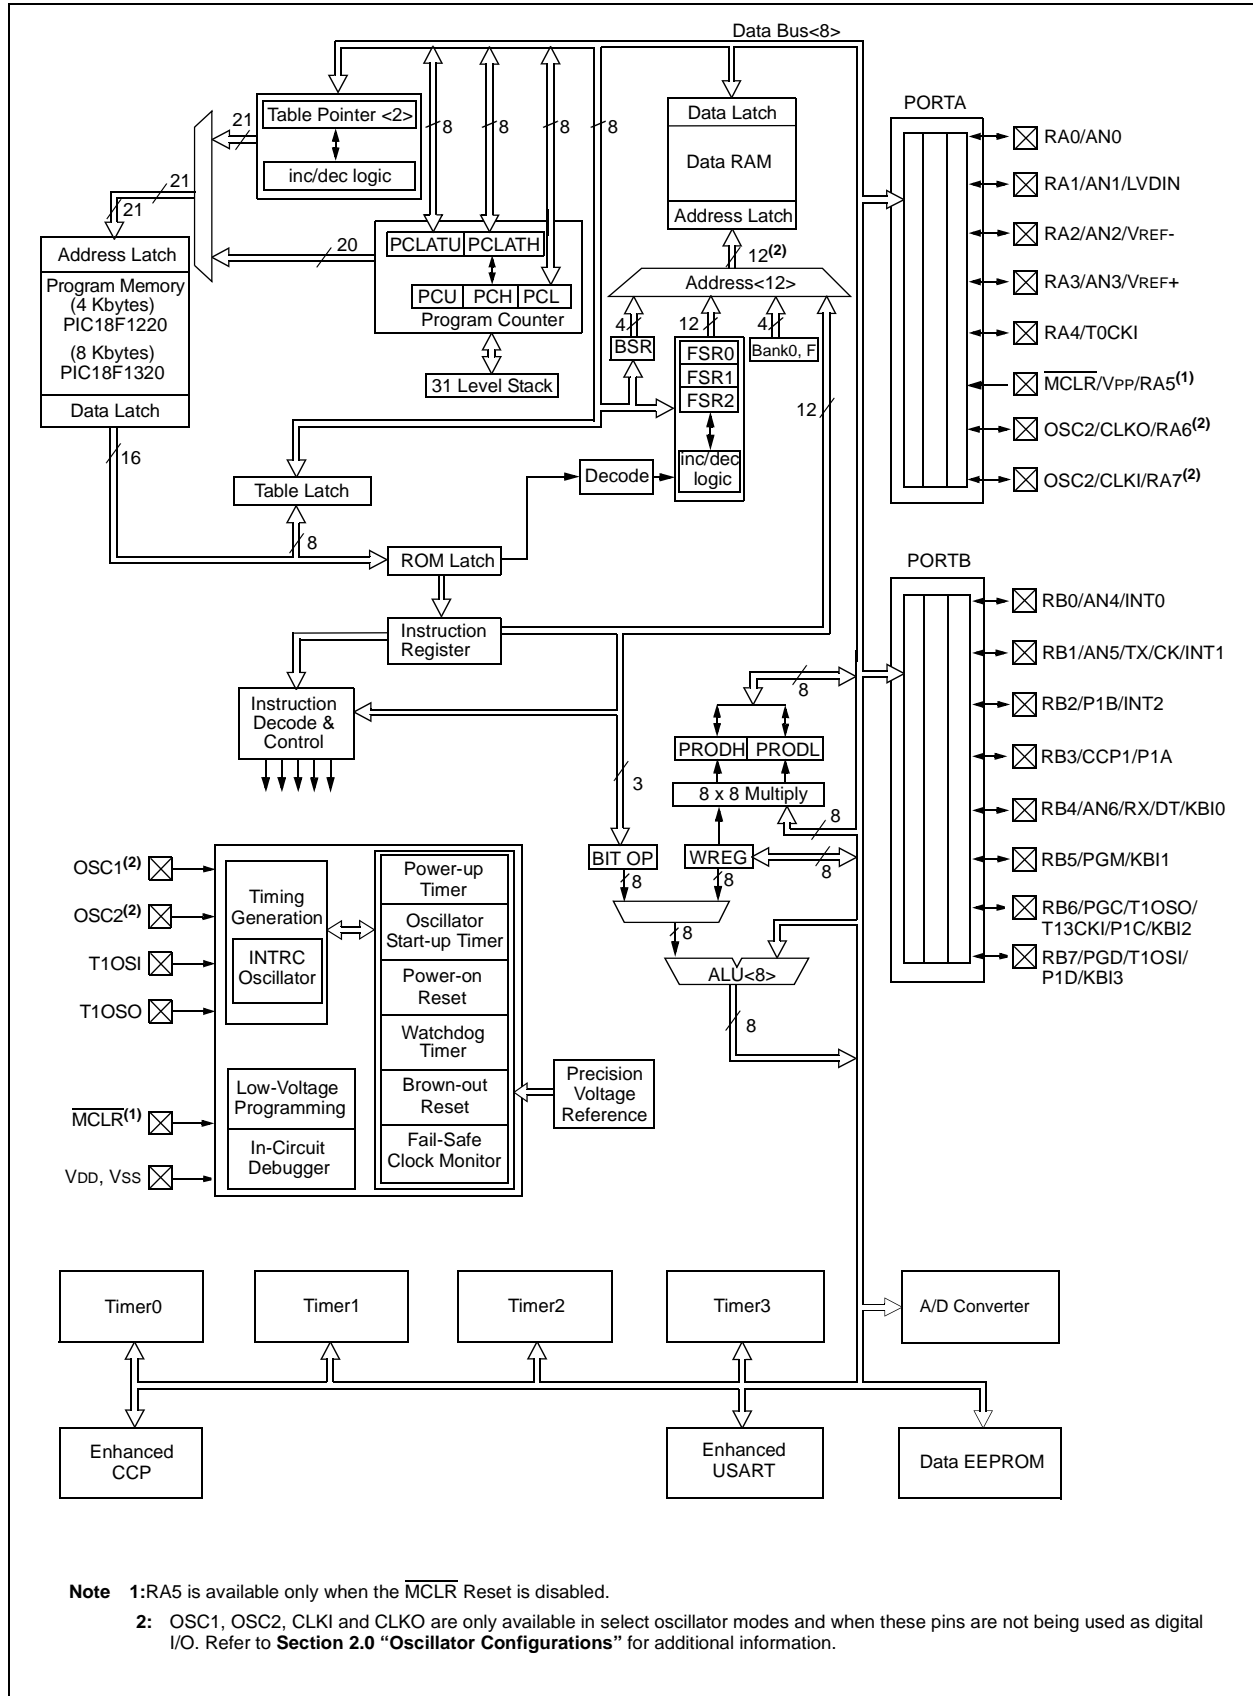 Data Bus<8>
PORTA
Table Pointer <2>
21
inc/dec logic
8
8
8
8
Data Latch
Data RAM
Address Latch
12(2)
Address<12>
RA0/AN0
RA1/AN1/LVDIN
RA2/AN2/VREF-
RA3/AN3/VREF+
RA4/T0CKI
MCLR/VPP/RA5(1)
OSC2/CLKO/RA6(2)
OSC2/CLKI/RA7(2)
21
21
20
Address Latch
Program Memory
(4 Kbytes)
PIC18F1220
(8 Kbytes)
PIC18F1320
Data Latch
16
PCLATU
PCLATH
PCU
PCH
PCL
Program Counter
31 Level Stack
4
12
4
BSR
FSR0
FSR1
FSR2
inc/dec
logic
Bank0, F
12
Table Latch
8
Decode
ROM Latch
Instruction
Register
Instruction
Decode &
Control
PORTB
RB0/AN4/INT0
RB1/AN5/TX/CK/INT1
RB2/P1B/INT2
RB3/CCP1/P1A
RB4/AN6/RX/DT/KBI0
RB5/PGM/KBI1
RB6/PGC/T1OSO/
T13CKI/P1C/KBI2
RB7/PGD/T1OSI/
P1D/KBI3
8
PRODH
PRODL
8 x 8 Multiply
3
8
BIT OP
WREG
8
8
8
8
ALU<8>
8
OSC1(2)
OSC2(2)
T1OSI
T1OSO
MCLR(1)
VDD, VSS
Timing
Generation
INTRC
Oscillator
Low-Voltage
Programming
In-Circuit
Debugger
Power-up
Timer
Oscillator
Start-up Timer
Power-on
Reset
Watchdog
Timer
Brown-out
Reset
Fail-Safe
Clock Monitor
Precision
Voltage
Reference
Timer0
Timer1
Timer2
Timer3
A/D Converter
Enhanced
CCP
Enhanced
USART
Data EEPROM
Note 1:RA5 is available only when the MCLR Reset is disabled.
2: OSC1, OSC2, CLKI and CLKO are only available in select oscillator modes and when these pins are not being used as digital
I/O. Refer to Section 2.0 “Oscillator Configurations” for additional information.